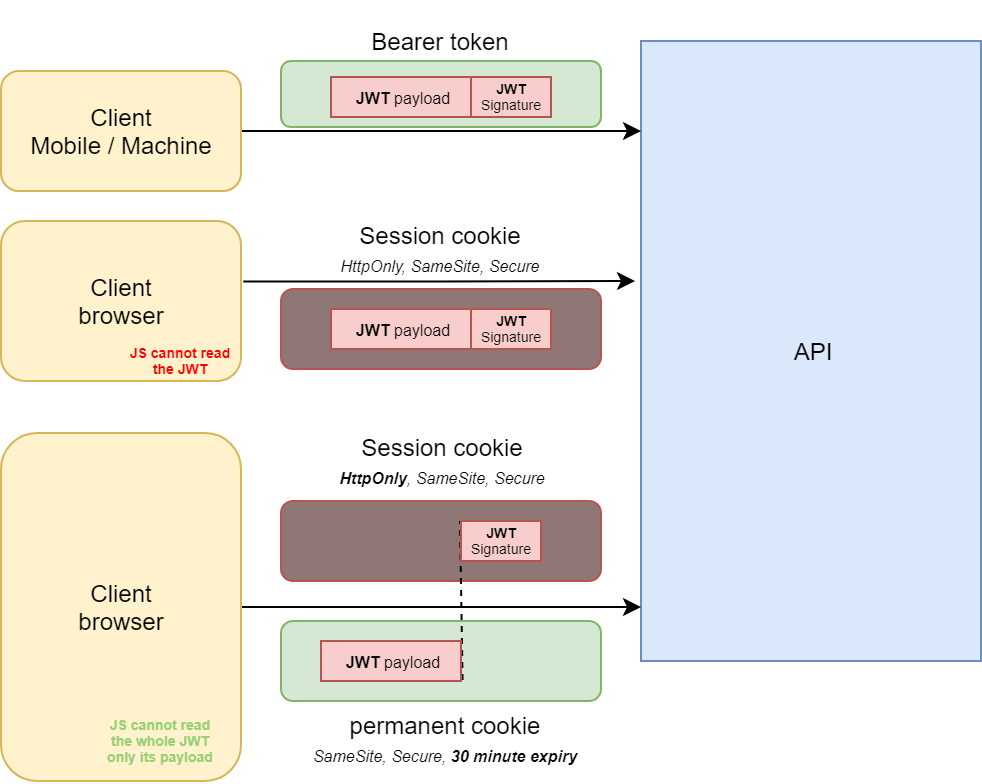 Bearer token
JWT payload
JWT
Signature
Client
Mobile / Machine
Session cookie
HttpOnly, SameSite, Secure
Client
browser
JWT payload
JWT
Signature
JS cannot read
the JWT
API
Session cookie
HttpOnly, SameSite, Secure
JWT
Signature
Client
browser
JWT payload
permanent cookie
SameSite, Secure, 30 minute expiry
JS cannot read
the whole JWT
only its payload